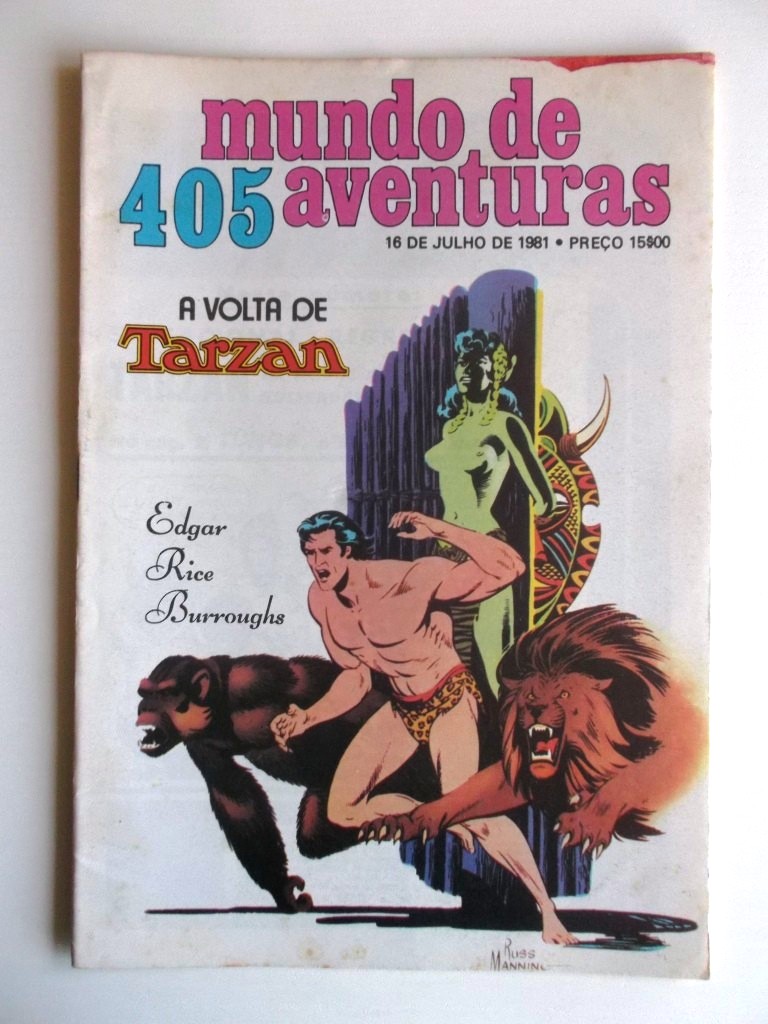 mundo de
405 aventuras
16 DE JULHO DE 1981 • PREÇO 15$00
A VOLTA DE
Tarzan
Edgar
Rice
Burroughs
RUSS
MANNING